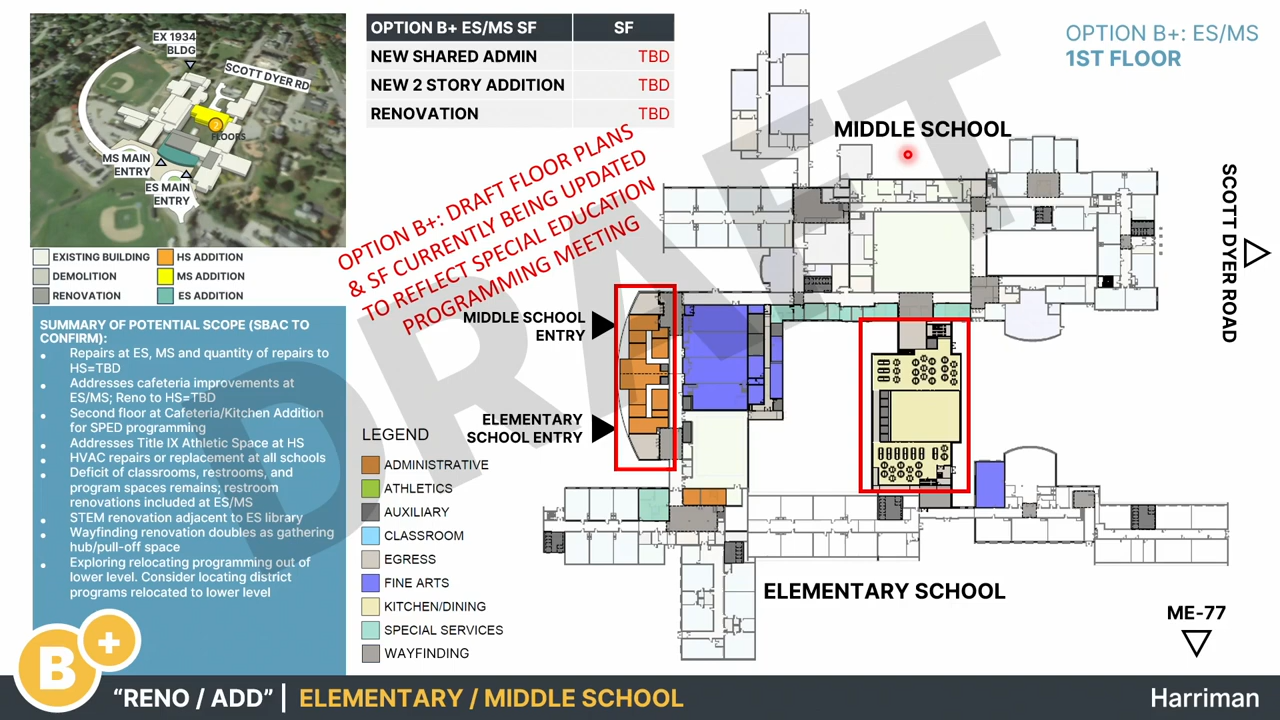 EX 1934
BLDG
SCOTT DYER RD
FLOORS
MS MAIN
ENTRY
ES MAIN
ENTRY
EXISTING BUILDING
DEMOLITION
RENOVATION
HS ADDITION
MS ADDITION
ES ADDITION
SUMMARY OF POTENTIAL SCOPE (SBAC TO
CONFIRM):
• Repairs at ES, MS and quantity of repairs to
HS=TBD
• Addresses cafeteria improvements at
ES/MS; Reno to HS=TBD
• Second floor at Cafeteria/Kitchen Addition
for SPED programming
• Addresses Title IX Athletic Space at HS
• HVAC repairs or replacement at all schools
• Deficit of classrooms, restrooms, and
program spaces remains; restroom
renovations included at ES/MS
• STEM renovation adjacent to ES library
• Wayfinding renovation doubles as gathering
hub/pull-off space
• Exploring relocating programming out of
lower level. Consider locating district
programs relocated to lower level
OPTION B+ ES/MS SF SF
NEW SHARED ADMIN TBD
NEW 2 STORY ADDITION TBD
RENOVATION TBD
OPTION B+: DRAFT FLOOR PLANS
& SF CURRENTLY BEING UPDATED
TO REFLECT SPECIAL EDUCATION
PROGRAMMING MEETING
DRAFT
OPTION B+: ES/MS
1ST FLOOR
MIDDLE SCHOOL
SCOTT DYER ROAD
MIDDLE SCHOOL
ENTRY
ELEMENTARY
SCHOOL ENTRY
LEGEND
ADMINISTRATIVE
ATHLETICS
AUXILIARY
CLASSROOM
EGRESS
FINE ARTS
KITCHEN/DINING
SPECIAL SERVICES
WAYFINDING
ELEMENTARY SCHOOL
ME-77
B+
“RENO / ADD” | ELEMENTARY / MIDDLE SCHOOL
Harriman